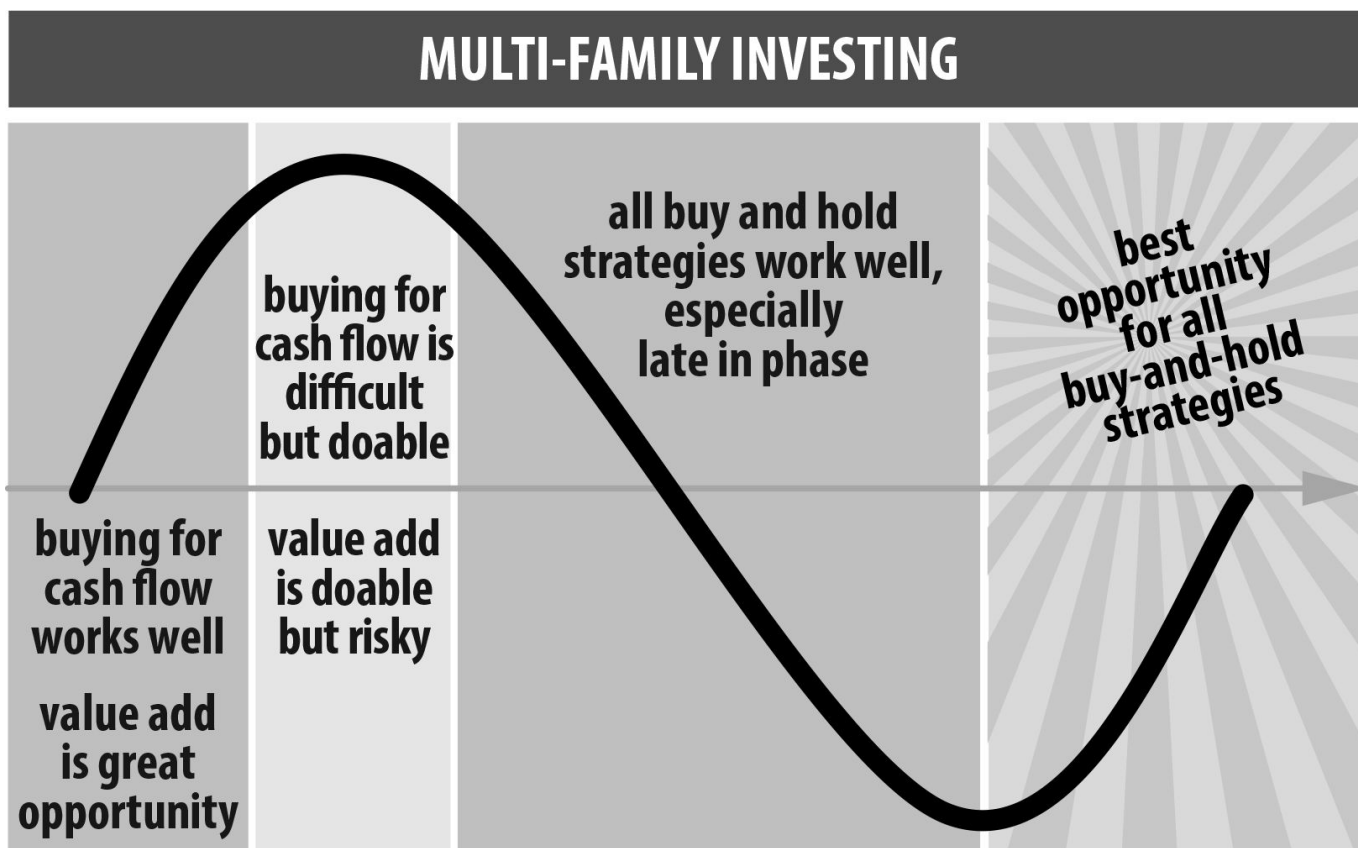 MULTI-FAMILY INVESTING
buying for
cash flow
works well
value add
is great
opportunity
buying for
cash flow is
difficult
but doable
value add
is doable
but risky
all buy and hold
strategies work well,
especially
late in phase
best
opportunity
for all
buy-and-hold
strategies